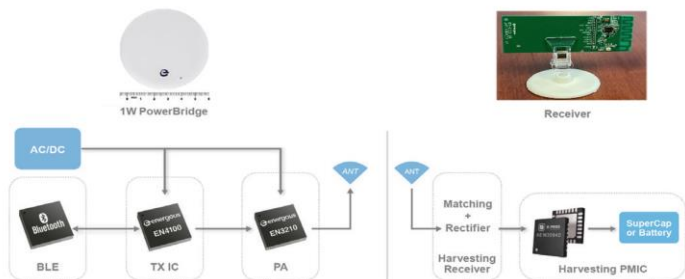 1W PowerBridge
Receiver
AC/DC
ANT
ANT
Bluetooth
energous
EN4100
energous
EN3210
Matching
+
Rectifier
Harvesting
Receiver
SuperCap
or Battery
BLE
TX IC
PA
Harvesting PMIC